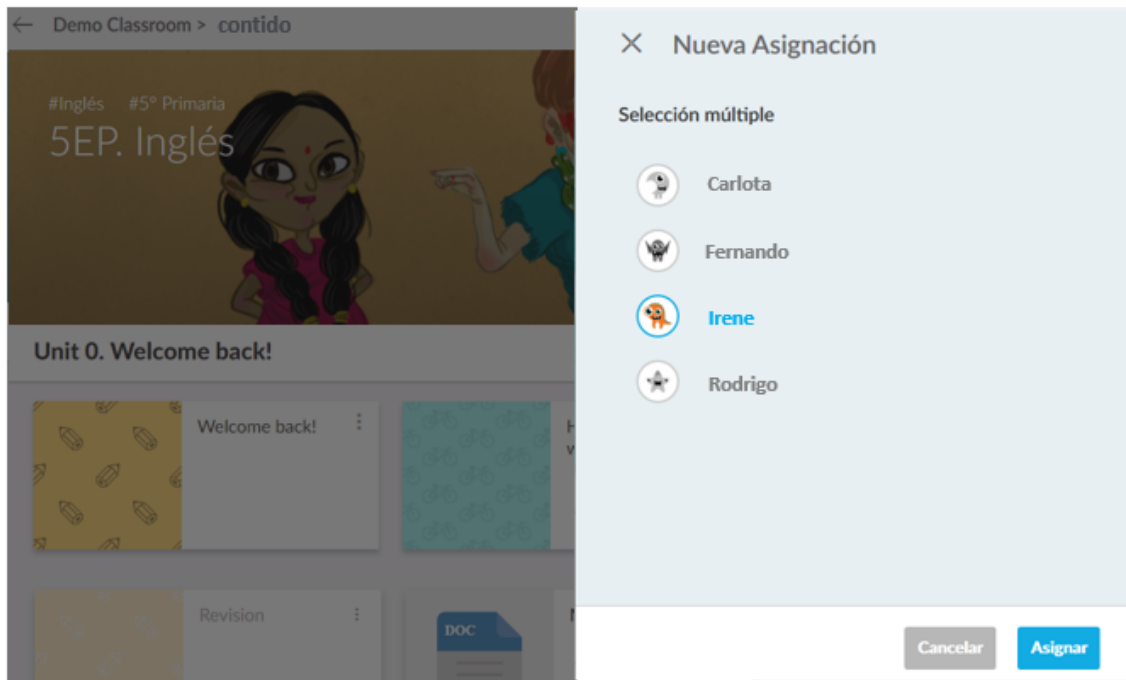 ← Demo Classroom > contido
#Inglés #5º Primaria
5EP. Inglés
Unit 0. Welcome back!
Welcome back!
Revision
DOC
× Nueva Asignación
Selección múltiple
Carlota
Fernando
Irene
Rodrigo
Cancelar
Asignar